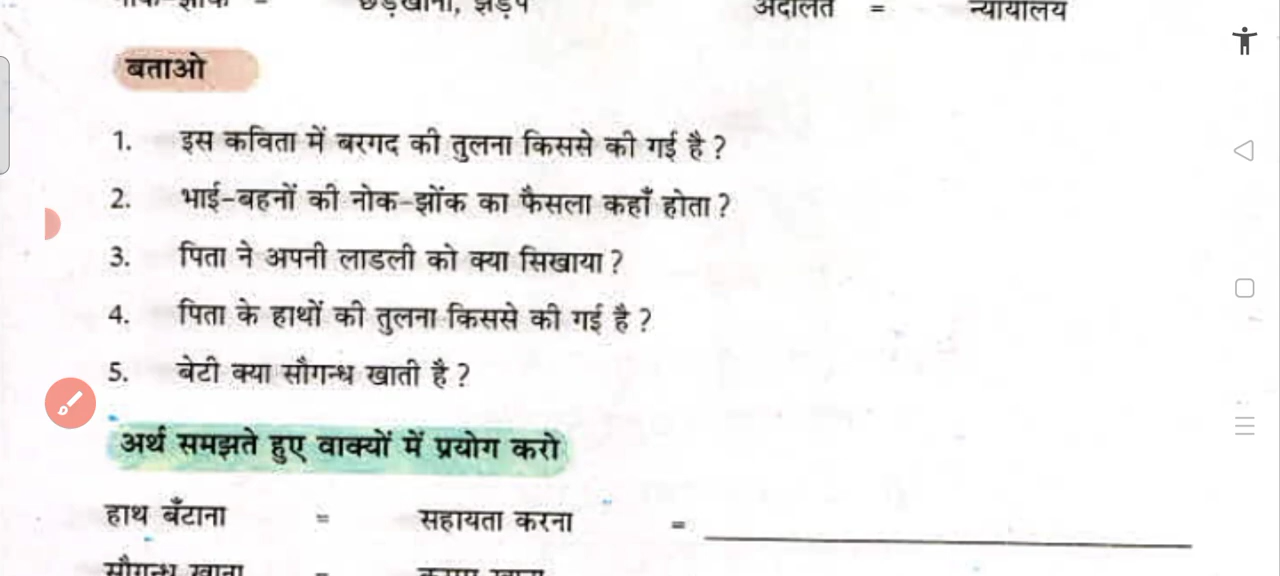 अदालत = न्यायालय
बताओ
1. इस कविता में बरगद की तुलना किससे की गई है ?
2. भाई-बहनों की नोक-झोंक का फैसला कहाँ होता ?
3. पिता ने अपनी लाडली को क्या सिखाया ?
4. पिता के हाथों की तुलना किससे की गई है ?
5. बेटी क्या सौगन्ध खाती है ?
अर्थ समझते हुए वाक्यों में प्रयोग करो
हाथ बँटाना = सहायता करना =